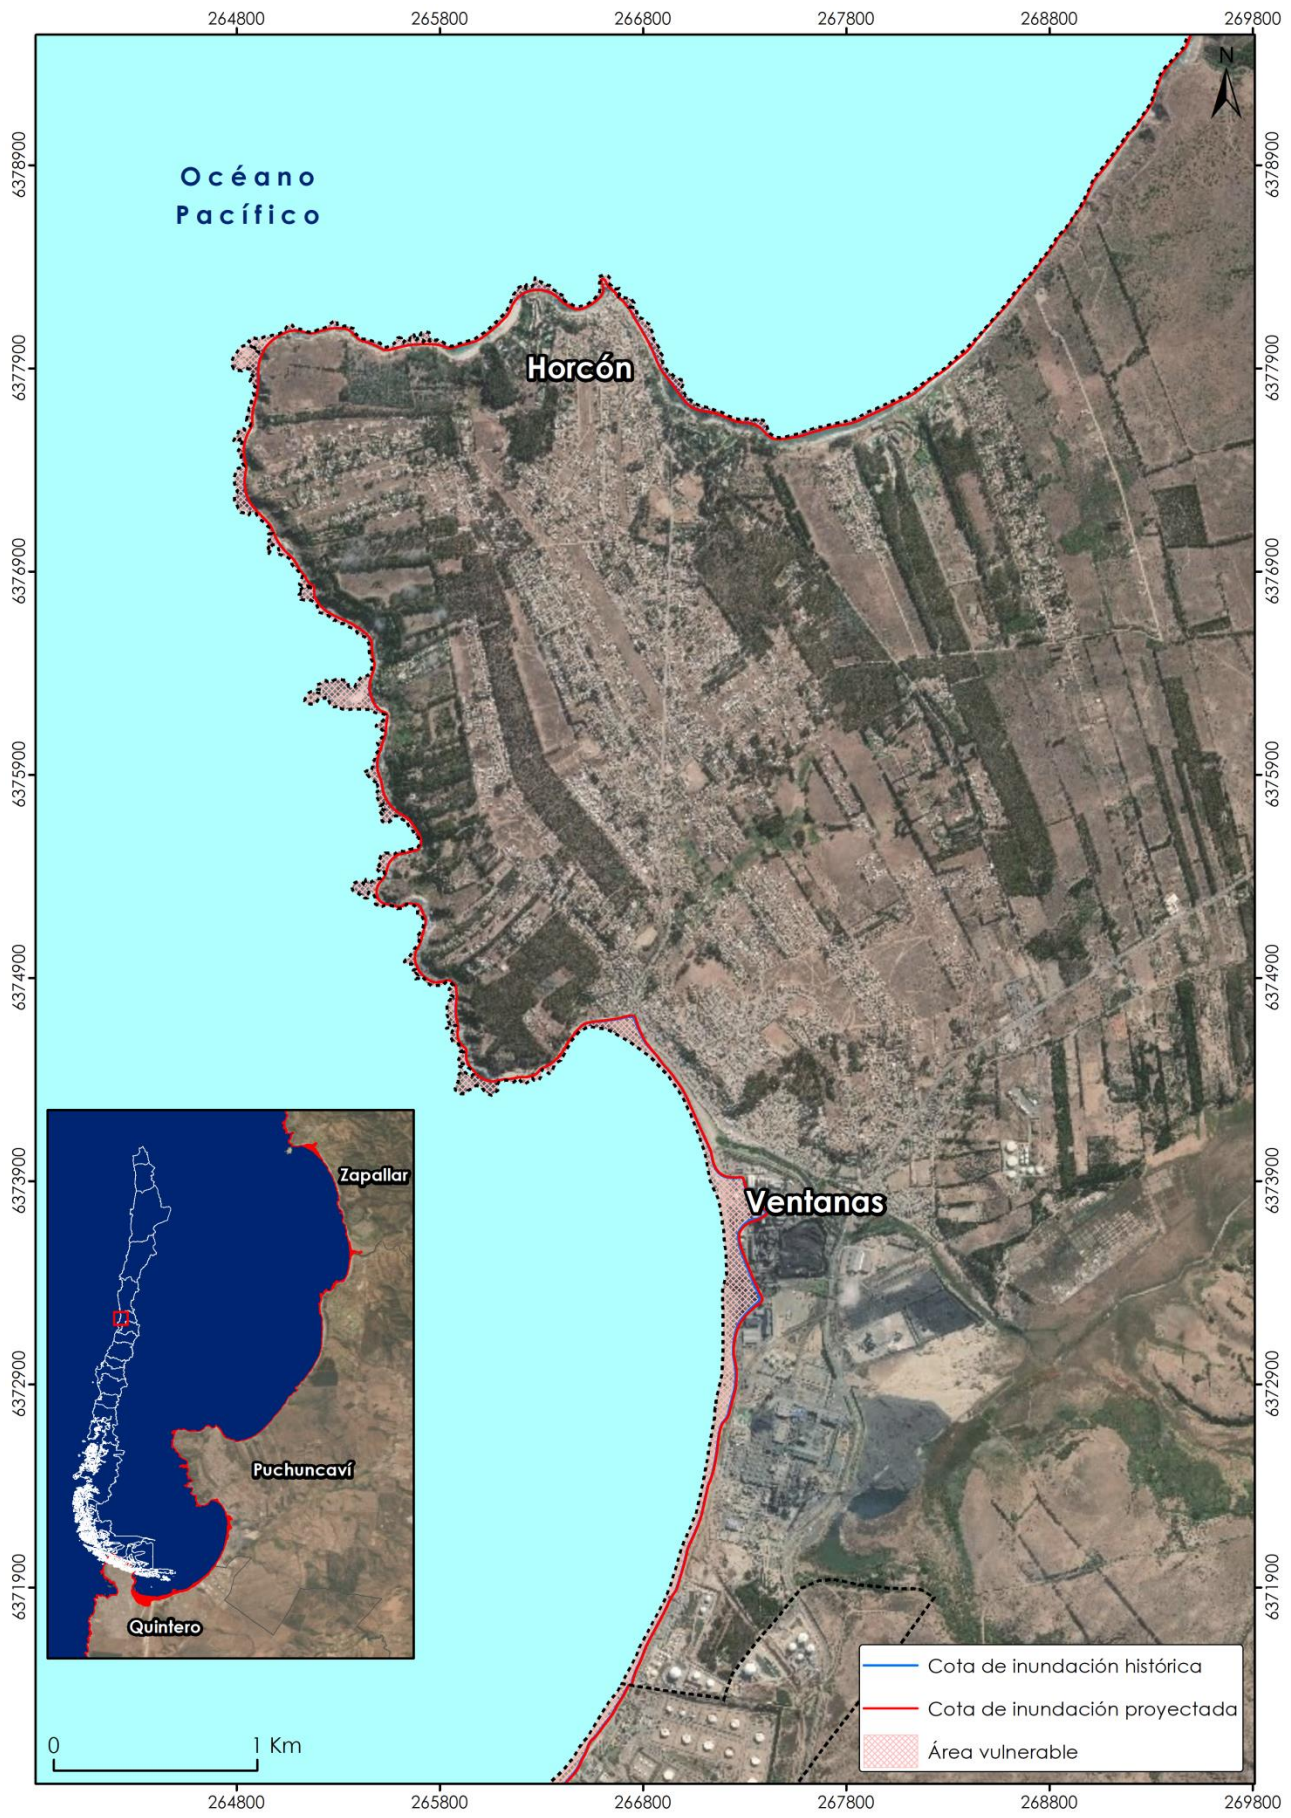 264800
265800
266800
267800
268800
269800
N
6378900
6378900
Océano
Pacífico
6377900
6377900
Horcón
6376900
6376900
6375900
6375900
6374900
6374900
6373900
6373900
Zapallar
Ventanas
6372900
6372900
Puchuncaví
6371900
6371900
Quintero
Cota de inundación histórica
Cota de inundación proyectada
Área vulnerable
0
1 Km
264800
265800
266800
267800
268800
269800